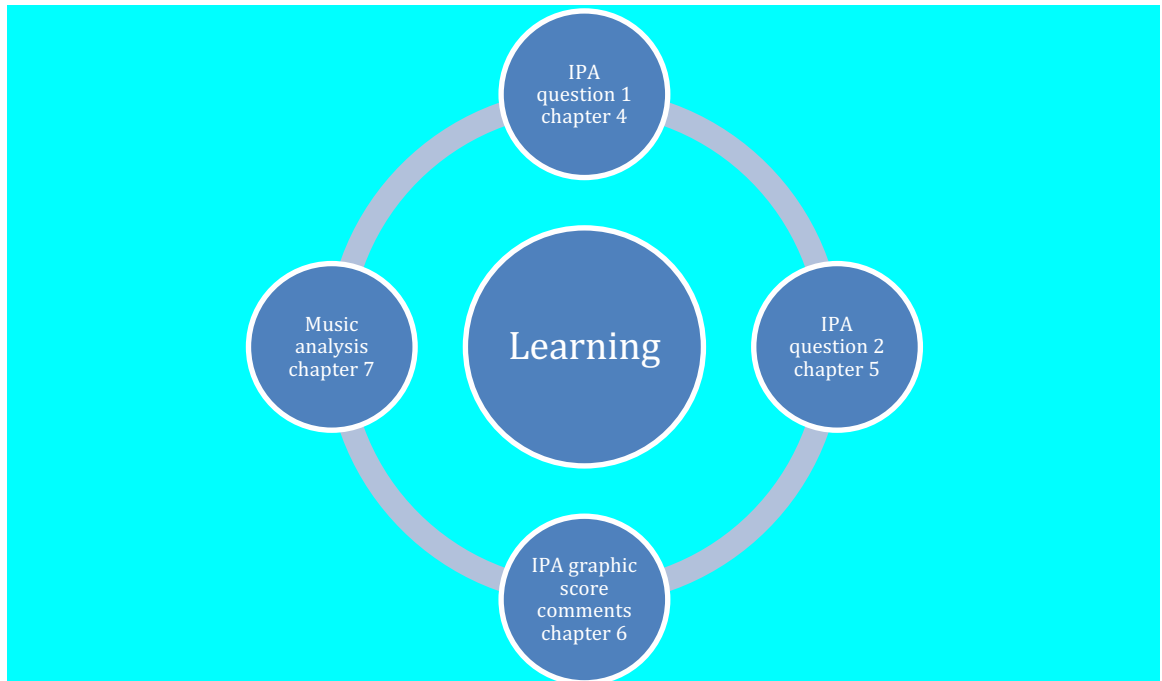 IPA
question 1
chapter 4
Music
analysis
chapter 7
Learning
IPA
question 2
chapter 5
IPA graphic
score
comments
chapter 6